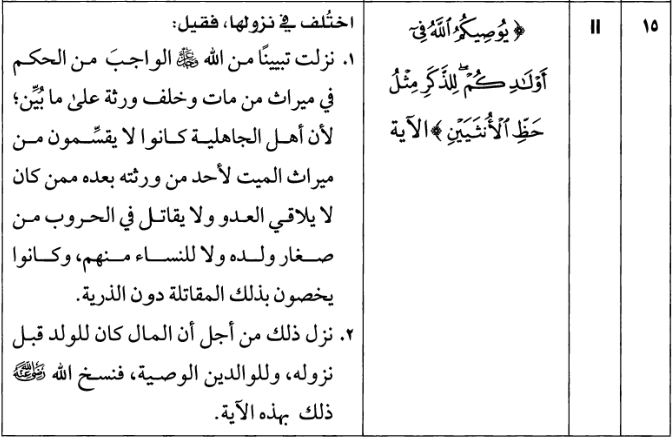 ١٥
١١
﴿ يُوصِيكُمُ ٱللَّهُ فِيٓ
أَوۡلَٰدِكُمۡۖ لِلذَّكَرِ مِثۡلُ
حَظِّ ٱلۡأُنثَيَيۡنِ ﴾ الآية
اختُلف في نزولها، فقيل:
١. نزلت تبيينًا من الله ﷻ الواجبَ من الحكم
في ميراث من مات وخلف ورثة علىٰ ما بُيِّن؛
لأن أهل الجاهلية كانوا لا يقسِّمون من
ميراث الميت لأحد من ورثته بعده ممن كان
لا يلاقي العدو ولا يقاتل في الحروب من
صغار ولده ولا للنساء منهم، وكانوا
يخصون بذلك المقاتلة دون الذرية.
٢. نزل ذلك من أجل أن المال كان للولد قبل
نزوله، وللوالدين الوصية، فنسخ الله
ذلك بهذه الآية.